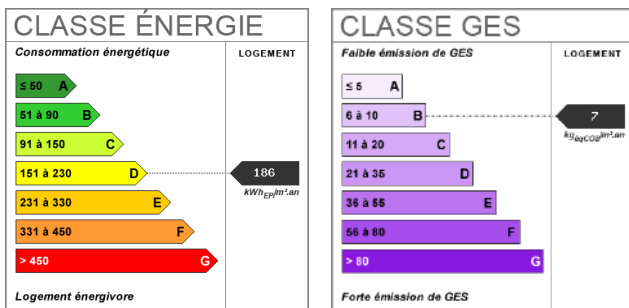 CLASSE ÉNERGIE
Consommation énergétique
LOGEMENT
≤ 50 A
51 à 90 B
91 à 150 C
151 à 230 D
186
kWhEP/m².an
231 à 330 E
331 à 450 F
> 450 G
Logement énergivore
CLASSE GES
Faible émission de GES
LOGEMENT
≤ 5 A
6 à 10 B
7
kgéqCO2/m².an
11 à 20 C
21 à 35 D
36 à 55 E
56 à 80 F
> 80 G
Forte émission de GES